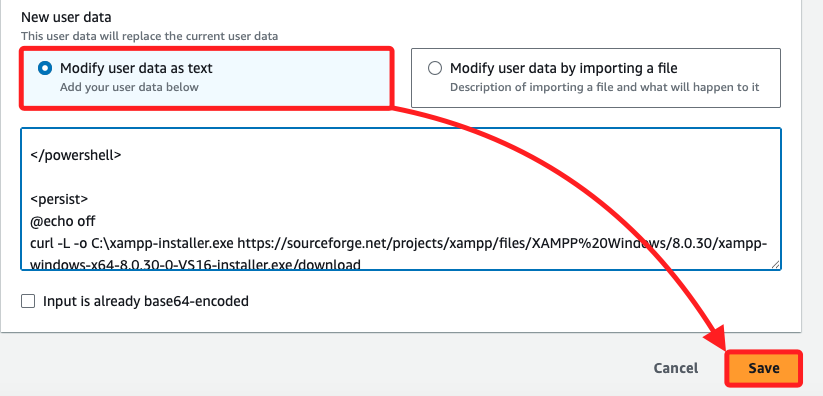 New user data
This user data will replace the current user data
Modify user data as text
Add your user data below
Modify user data by importing a file
Description of importing a file and what will happen to it
</powershell>
<persist>
@echo off
curl -L -o C:\xampp-installer.exe https://sourceforge.net/projects/xampp/files/XAMPP%20Windows/8.0.30/xampp-
windows-x64-8.0.30-0-VS16-installer.exe/download
Input is already base64-encoded
Cancel
Save